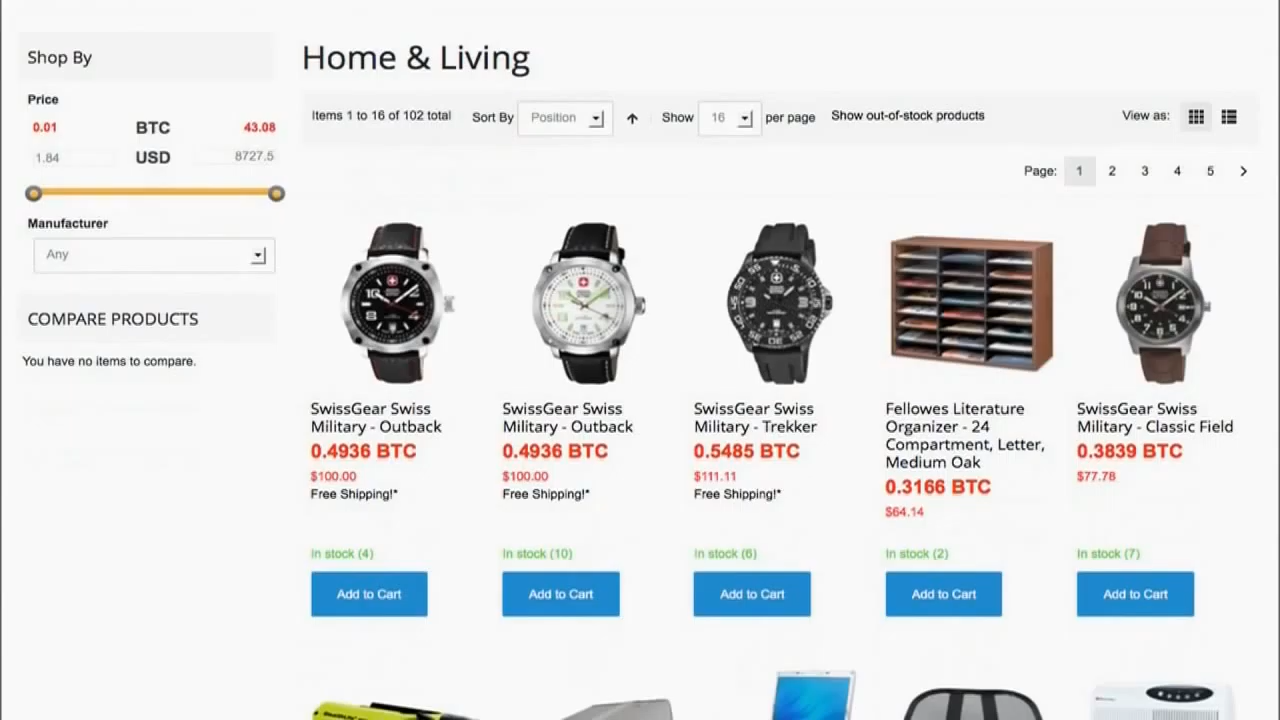 Shop By
Price
0.01 BTC 43.08
1.84 USD 8727.5
Manufacturer
Any
COMPARE PRODUCTS
You have no items to compare.
Home & Living
Items 1 to 16 of 102 total Sort By Position Show 16 per page Show out-of-stock products View as:
Page: 1 2 3 4 5
SwissGear Swiss
Military - Outback
0.4936 BTC
$100.00
Free Shipping!*
In stock (4)
Add to Cart
SwissGear Swiss
Military - Outback
0.4936 BTC
$100.00
Free Shipping!*
In stock (10)
Add to Cart
SwissGear Swiss
Military - Trekker
0.5485 BTC
$111.11
Free Shipping!*
In stock (6)
Add to Cart
Fellowes Literature
Organizer - 24
Compartment, Letter,
Medium Oak
0.3166 BTC
$64.14
In stock (2)
Add to Cart
SwissGear Swiss
Military - Classic Field
0.3839 BTC
$77.78
In stock (7)
Add to Cart